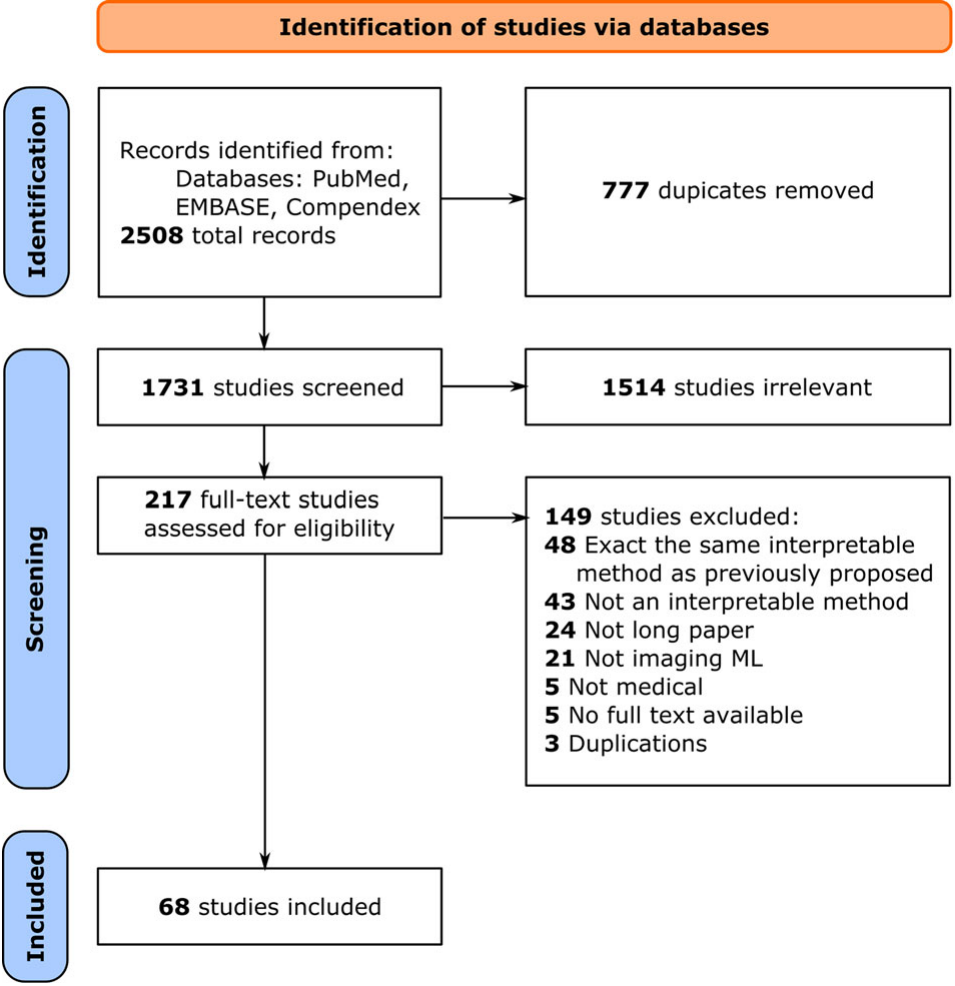 Identification of studies via databases
Identification
Records identified from:
Databases: PubMed,
EMBASE, Compendex
2508 total records
777 dupicates removed
Screening
1731 studies screened
1514 studies irrelevant
217 full-text studies
assessed for eligibility
149 studies excluded:
48 Exact the same interpretable
method as previously proposed
43 Not an interpretable method
24 Not long paper
21 Not imaging ML
5 Not medical
5 No full text available
3 Duplications
Included
68 studies included